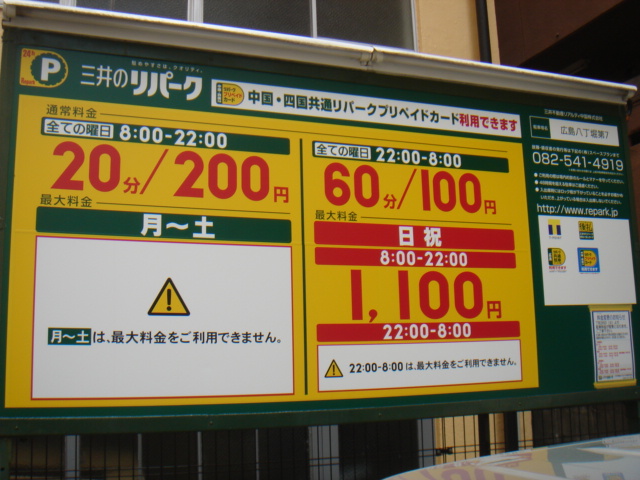 24h
P
三井のリパーク
中国・四国共通リパークプリペイドカード利用できます
通常料金
全ての曜日 8:00-22:00
20分/200円
最大料金
月〜土
月〜土は、最大料金をご利用できません。
全ての曜日 22:00-8:00
60分/100円
最大料金
日 祝
8:00-22:00
1,100円
22:00-8:00
22:00-8:00は、最大料金をご利用できません。
広島八丁堀第7
082-541-4919
http://www.repark.jp